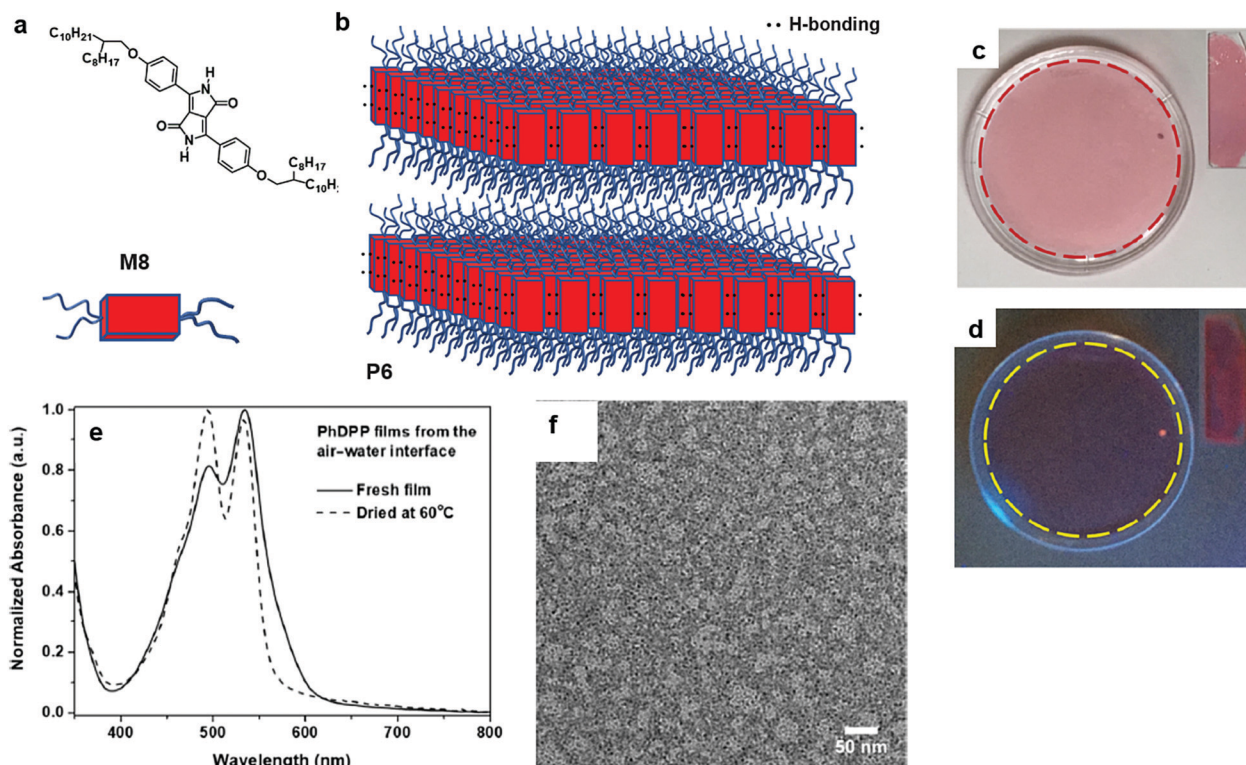 a
C₁₀H₂₁
C₈H₁₇
O
H
N
O
O
N
H
O
C₈H₁₇
M8
b
•• H-bonding
P6
c
d
e
PhDPP films from the
air–water interface
Fresh film
Dried at 60°C
Normalized Absorbance (a.u.)
1.0
0.8
0.6
0.4
0.2
0.0
400
500
600
700
800
Wavelength (nm)
f
50 nm